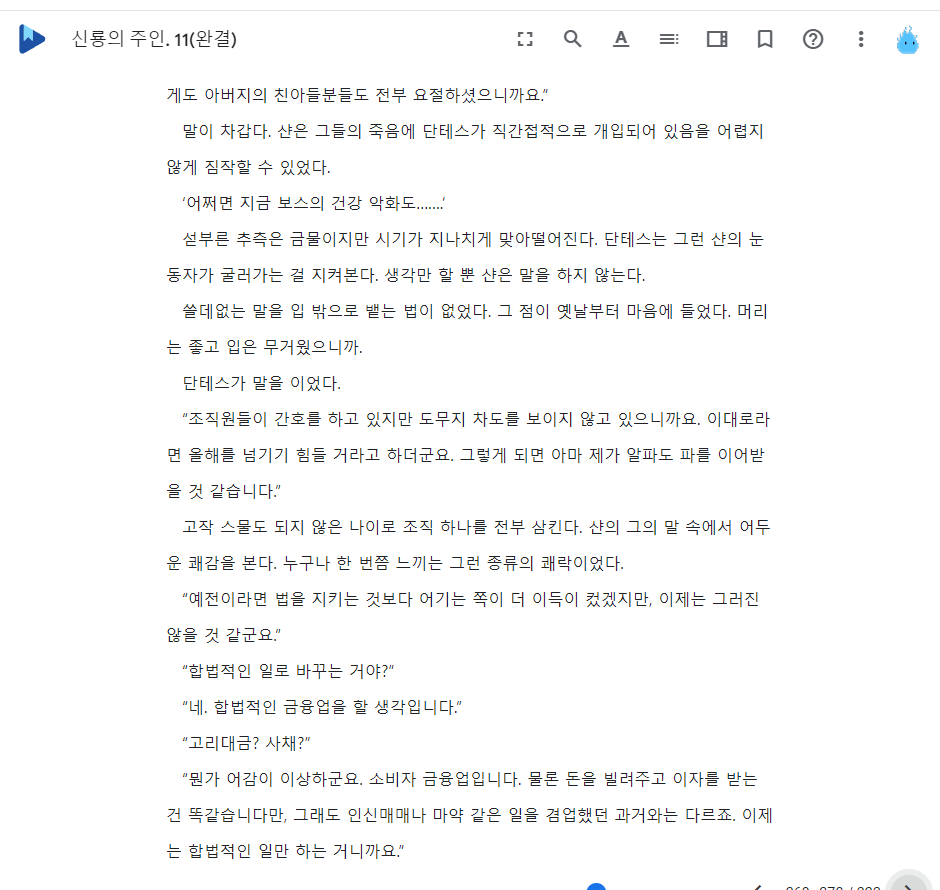 신룡의 주인. 11(완결)
게도 아버지의 친아들분들도 전부 요절하셨으니까요.”
말이 차갑다. 샨은 그들의 죽음에 단테스가 직간접적으로 개입되어 있음을 어렵지
않게 짐작할 수 있었다.
‘어쩌면 지금 보스의 건강 악화도…….’
섣부른 추측은 금물이지만 시기가 지나치게 맞아떨어진다. 단테스는 그런 샨의 눈
동자가 굴러가는 걸 지켜본다. 생각만 할 뿐 샨은 말을 하지 않는다.
쓸데없는 말을 입 밖으로 뱉는 법이 없었다. 그 점이 옛날부터 마음에 들었다. 머리
는 좋고 입은 무거웠으니까.
단테스가 말을 이었다.
“조직원들이 간호를 하고 있지만 도무지 차도를 보이지 않고 있으니까요. 이대로라
면 올해를 넘기기 힘들 거라고 하더군요. 그렇게 되면 아마 제가 알파도 파를 이어받
을 것 같습니다.”
고작 스물도 되지 않은 나이로 조직 하나를 전부 삼킨다. 샨의 그의 말 속에서 어두
운 쾌감을 본다. 누구나 한 번쯤 느끼는 그런 종류의 쾌락이었다.
“예전이라면 법을 지키는 것보다 어기는 쪽이 더 이득이 컸겠지만, 이제는 그러진
않을 것 같군요.”
“합법적인 일로 바꾸는 거야?”
“네. 합법적인 금융업을 할 생각입니다.”
“고리대금? 사채?”
“뭔가 어감이 이상하군요. 소비자 금융업입니다. 물론 돈을 빌려주고 이자를 받는
건 똑같습니다만, 그래도 인신매매나 마약 같은 일을 겸업했던 과거와는 다르죠. 이제
는 합법적인 일만 하는 거니까요.”